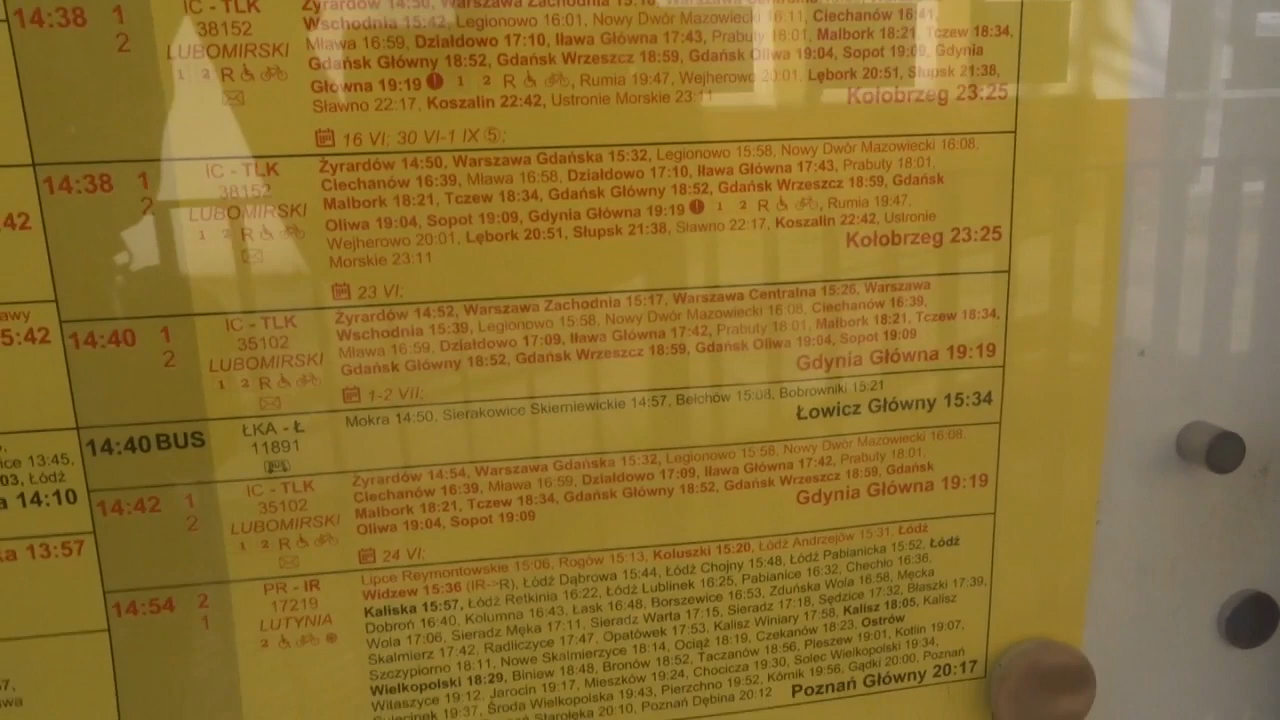 14:38 1
2
IC - TLK
38152
LUBOMIRSKI
1 2 R
Żyrardów 14:50, Warszawa Zachodnia
Wschodnia 15:42, Legionowo 16:01, Nowy Dwór Mazowiecki 16:11, Ciechanów 16:41,
Mława 16:59, Działdowo 17:10, Iława Główna 17:43, Prabuty 18:01, Malbork 18:21, Tczew 18:34,
Gdańsk Główny 18:52, Gdańsk Wrzeszcz 18:59, Gdańsk Oliwa 19:04, Sopot 19:09, Gdynia
Główna 19:19 1 2 R , Rumia 19:47, Wejherowo 20:01, Lębork 20:51, Słupsk 21:38,
Sławno 22:17, Koszalin 22:42, Ustronie Morskie 23:11
Kołobrzeg 23:25
16 VI; 30 VI-1 IX ⑤;
14:38 1
2
IC - TLK
38152
LUBOMIRSKI
1 2 R
Żyrardów 14:50, Warszawa Gdańska 15:32, Legionowo 15:58, Nowy Dwór Mazowiecki 16:08,
Ciechanów 16:39, Mława 16:58, Działdowo 17:10, Iława Główna 17:43, Prabuty 18:01,
Malbork 18:21, Tczew 18:34, Gdańsk Główny 18:52, Gdańsk Wrzeszcz 18:59, Gdańsk
Oliwa 19:04, Sopot 19:09, Gdynia Główna 19:19 1 2 R , Rumia 19:47,
Wejherowo 20:01, Lębork 20:51, Słupsk 21:38, Sławno 22:17, Koszalin 22:42, Ustronie
Morskie 23:11
Kołobrzeg 23:25
23 VI;
14:40 1
2
IC - TLK
35102
LUBOMIRSKI
1 2 R
Żyrardów 14:52, Warszawa Zachodnia 15:17, Warszawa Centralna 15:26, Warszawa
Wschodnia 15:39, Legionowo 15:58, Nowy Dwór Mazowiecki 16:08, Ciechanów 16:39,
Mława 16:59, Działdowo 17:09, Iława Główna 17:42, Prabuty 18:01, Malbork 18:21, Tczew 18:34,
Gdańsk Główny 18:52, Gdańsk Wrzeszcz 18:59, Gdańsk Oliwa 19:04, Sopot 19:09
Gdynia Główna 19:19
1-2 VII;
14:40 BUS
ŁKA - Ł
11891
BUS
Mokra 14:50, Sierakowice Skierniewickie 14:57, Bełchów 15:08, Bobrowniki 15:21
Łowicz Główny 15:34
14:42 1
2
IC - TLK
35102
LUBOMIRSKI
1 2 R
Żyrardów 14:54, Warszawa Gdańska 15:32, Legionowo 15:58, Nowy Dwór Mazowiecki 16:08,
Ciechanów 16:39, Mława 16:59, Działdowo 17:09, Iława Główna 17:42, Prabuty 18:01,
Malbork 18:21, Tczew 18:34, Gdańsk Główny 18:52, Gdańsk Wrzeszcz 18:59, Gdańsk
Oliwa 19:04, Sopot 19:09
Gdynia Główna 19:19
24 VI;
14:54 2
1
PR - IR
17219
LUTYNIA
2
Lipce Reymontowskie 15:06, Rogów 15:13, Koluszki 15:20, Łódź Andrzejów 15:31, Łódź
Widzew 15:36 (IR->R), Łódź Dąbrowa 15:44, Łódź Chojny 15:48, Łódź Pabianicka 15:52, Łódź
Kaliska 15:57, Łódź Retkinia 16:22, Łódź Lublinek 16:25, Pabianice 16:32, Chechło 16:36,
Dobroń 16:40, Kolumna 16:43, Łask 16:48, Borszewice 16:53, Zduńska Wola 16:58, Męcka
Wola 17:06, Sieradz Męka 17:11, Sieradz Warta 17:15, Sieradz 17:18, Sędzice 17:32, Błaszki 17:39,
Skalmierz 17:42, Radliczyce 17:47, Opatówek 17:53, Kalisz Winiary 17:58, Kalisz 18:05, Kalisz
Szczypiorno 18:11, Nowe Skalmierzyce 18:14, Ociąż 18:19, Czekanów 18:23, Ostrów
Wielkopolski 18:29, Biniew 18:48, Bronów 18:52, Taczanów 18:56, Pleszew 19:01, Kotlin 19:07,
Witaszyce 19:12, Jarocin 19:17, Mieszków 19:24, Chocicza 19:30, Solec Wielkopolski 19:34,
19:37, Środa Wielkopolska 19:43, Pierzchno 19:52, Kórnik 19:56, Gądki 20:00, Poznań
Starołęka 20:10, Poznań Dębina 20:12
Poznań Główny 20:17
42
5:42
ice 13:45,
03, Łódź
a 14:10
ka 13:57